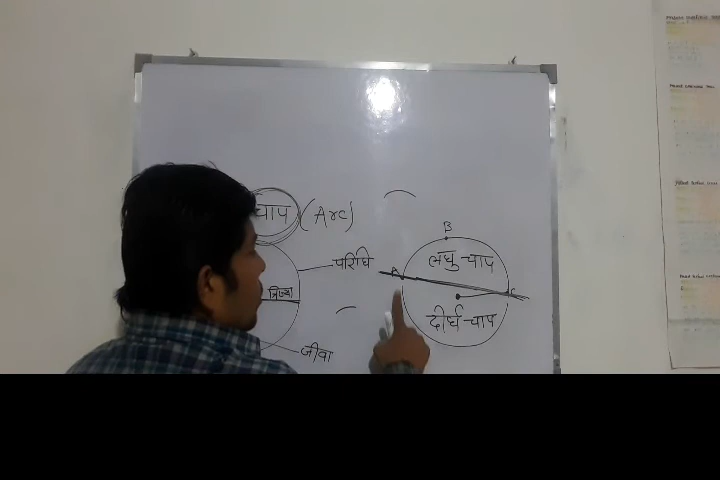 चाप (Arc)
परिधि
त्रिज्या
जीवा
B
लघु चाप
A
C
दीर्घ चाप